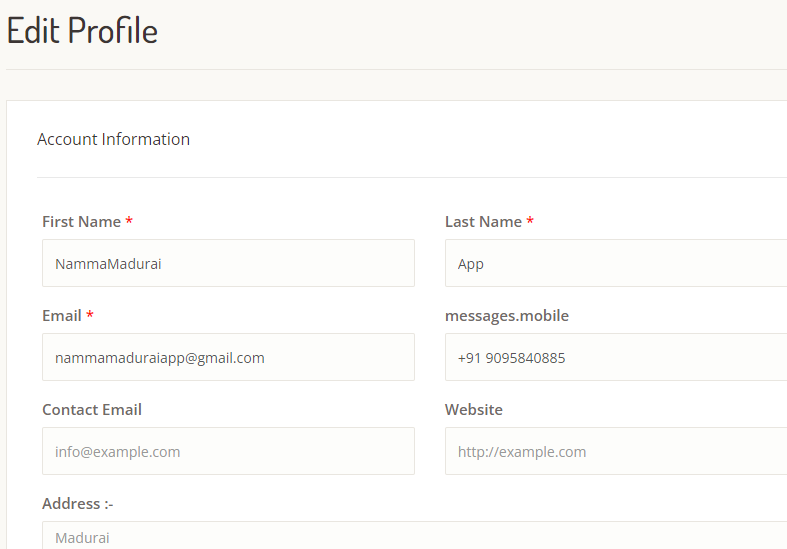 Edit Profile
Account Information
First Name *
Last Name *
NammaMadurai
App
Email *
messages.mobile
nammamaduraiapp@gmail.com
+91 9095840885
Contact Email
Website
info@example.com
http://example.com
Address :-
Madurai